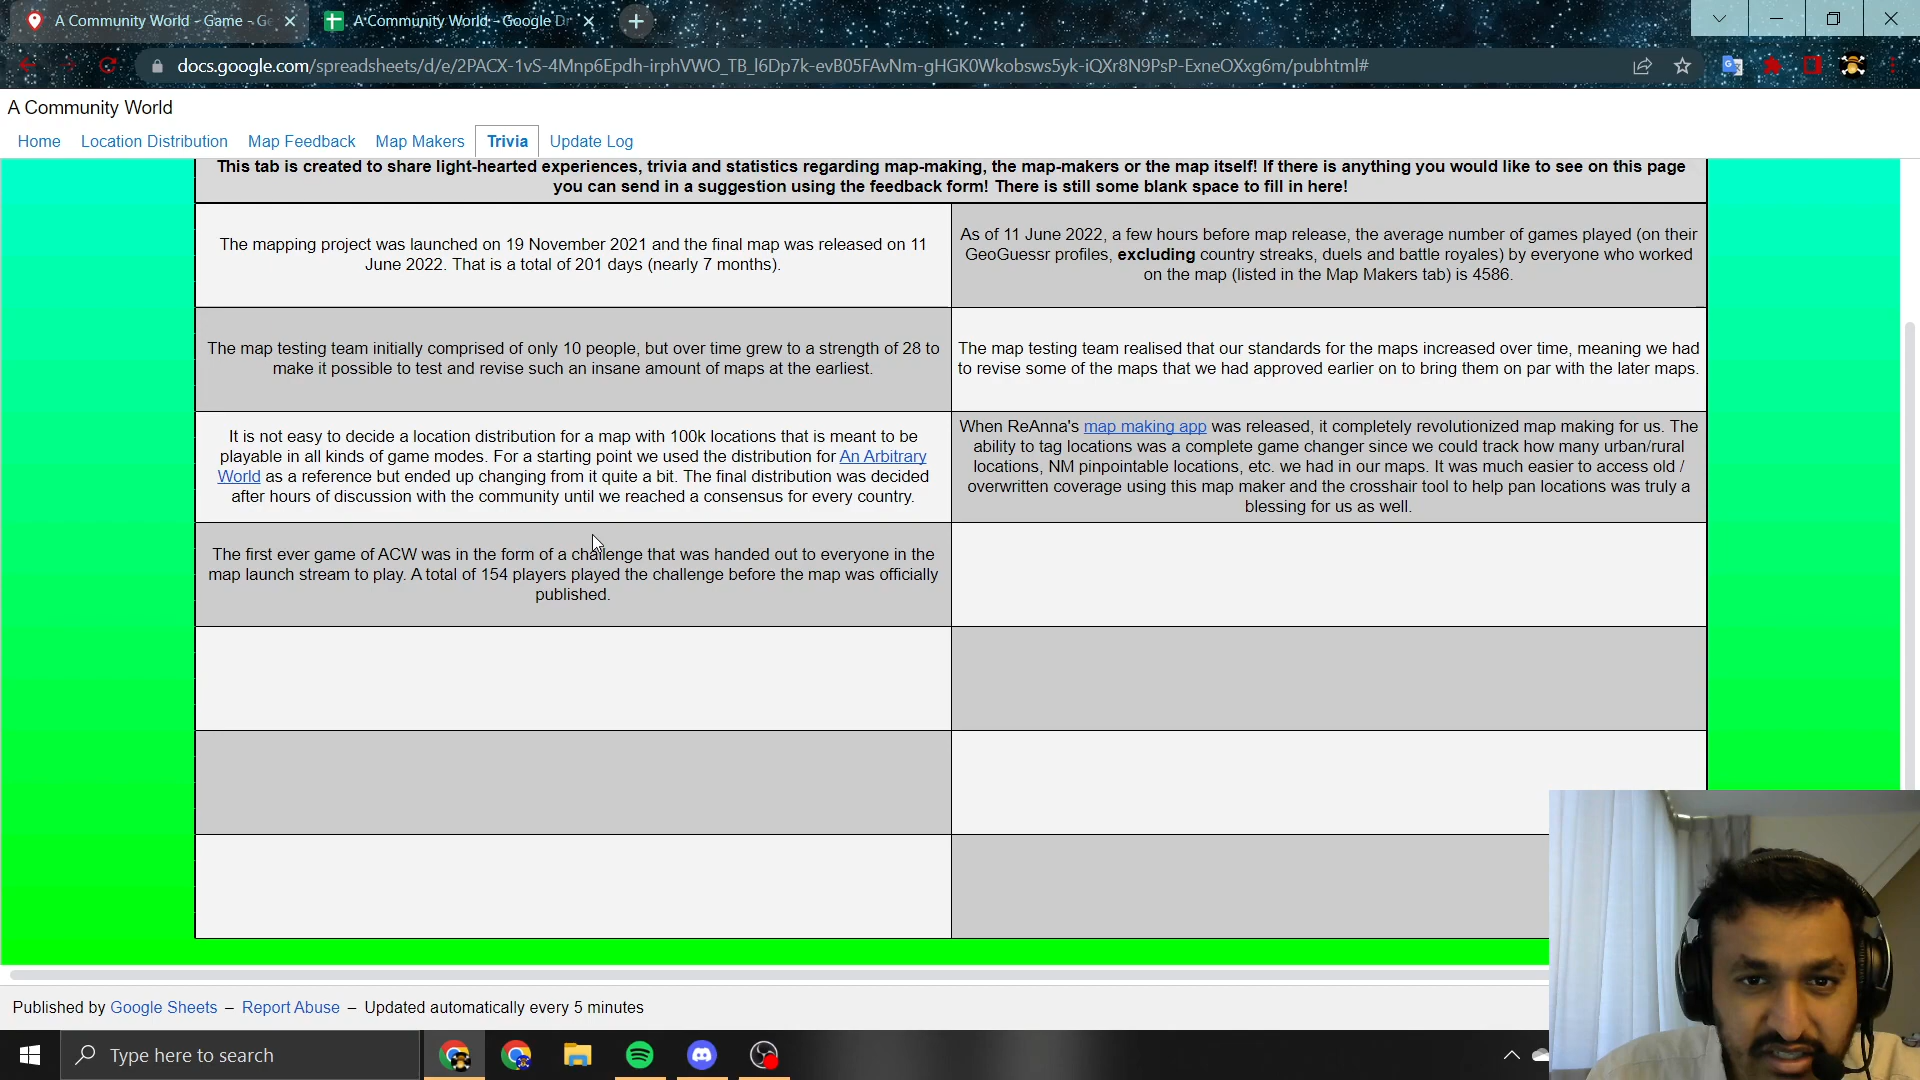 A Community World - Game - Ge
A Community World - Google Dr
docs.google.com/spreadsheets/d/e/2PACX-1vS-4Mnp6Epdh-irphVWO_TB_l6Dp7k-evB05FAvNm-gHGK0Wkobsws5yk-iQXr8N9PsP-ExneOXxg6m/pubhtml#
A Community World
Home Location Distribution Map Feedback Map Makers Trivia Update Log
This tab is created to share light-hearted experiences, trivia and statistics regarding map-making, the map-makers or the map itself! If there is anything you would like to see on this page
you can send in a suggestion using the feedback form! There is still some blank space to fill in here!
The mapping project was launched on 19 November 2021 and the final map was released on 11
June 2022. That is a total of 201 days (nearly 7 months).
As of 11 June 2022, a few hours before map release, the average number of games played (on their
GeoGuessr profiles, excluding country streaks, duels and battle royales) by everyone who worked
on the map (listed in the Map Makers tab) is 4586.
The map testing team initially comprised of only 10 people, but over time grew to a strength of 28 to
make it possible to test and revise such an insane amount of maps at the earliest.
The map testing team realised that our standards for the maps increased over time, meaning we had
to revise some of the maps that we had approved earlier on to bring them on par with the later maps.
It is not easy to decide a location distribution for a map with 100k locations that is meant to be
playable in all kinds of game modes. For a starting point we used the distribution for An Arbitrary
World as a reference but ended up changing from it quite a bit. The final distribution was decided
after hours of discussion with the community until we reached a consensus for every country.
When ReAnna's map making app was released, it completely revolutionized map making for us. The
ability to tag locations was a complete game changer since we could track how many urban/rural
locations, NM pinpointable locations, etc. we had in our maps. It was much easier to access old /
overwritten coverage using this map maker and the crosshair tool to help pan locations was truly a
blessing for us as well.
The first ever game of ACW was in the form of a challenge that was handed out to everyone in the
map launch stream to play. A total of 154 players played the challenge before the map was officially
published.
Published by Google Sheets – Report Abuse – Updated automatically every 5 minutes
Type here to search